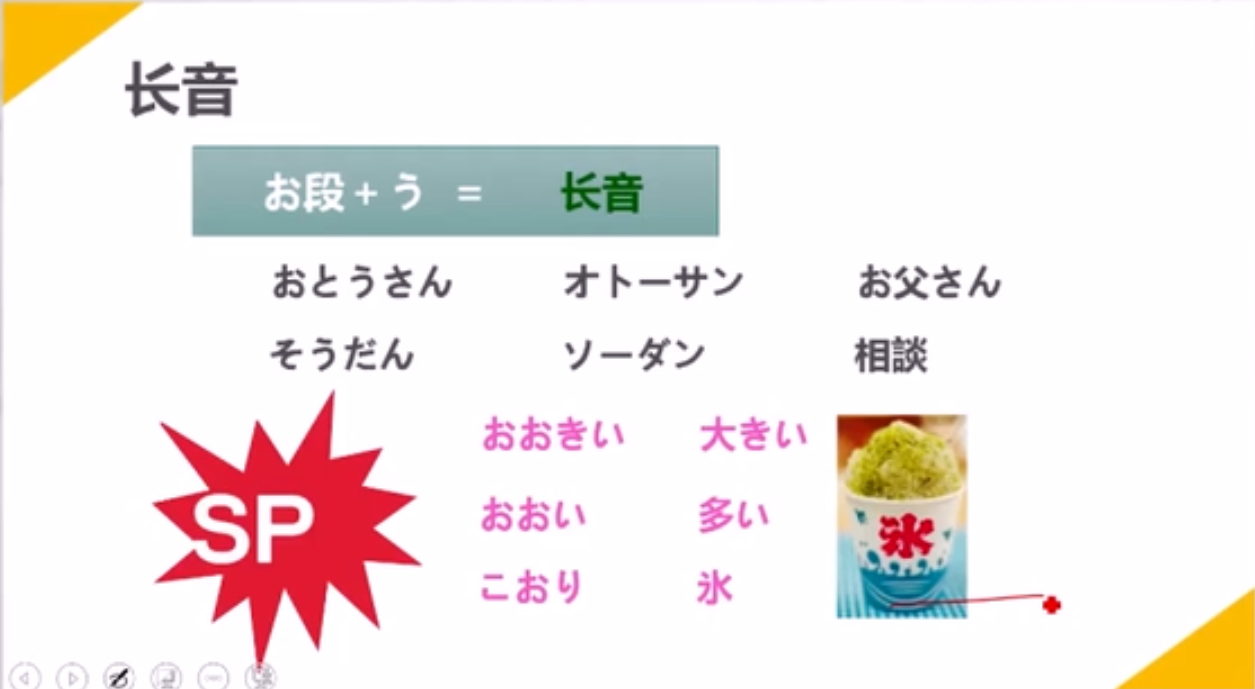 长音
お段＋う ＝ 长音
おとうさん オトーサン お父さん
そうだん ソーダン 相談
SP
おおきい 大きい
おおい 多い
こおり 氷
氷